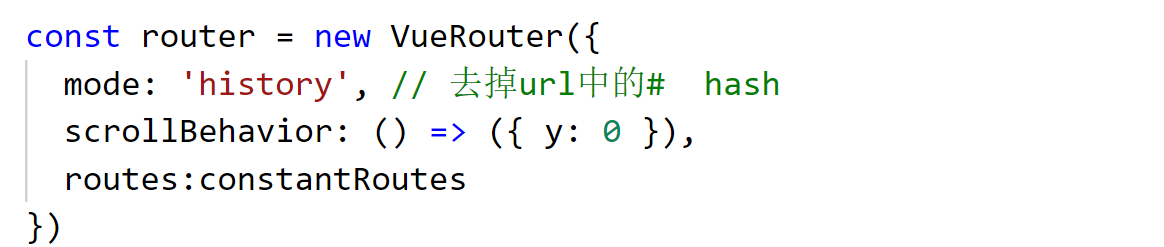 const router = new VueRouter({
  mode: 'history', // 去掉url中的#  hash
  scrollBehavior: () => ({ y: 0 }),
  routes:constantRoutes
})